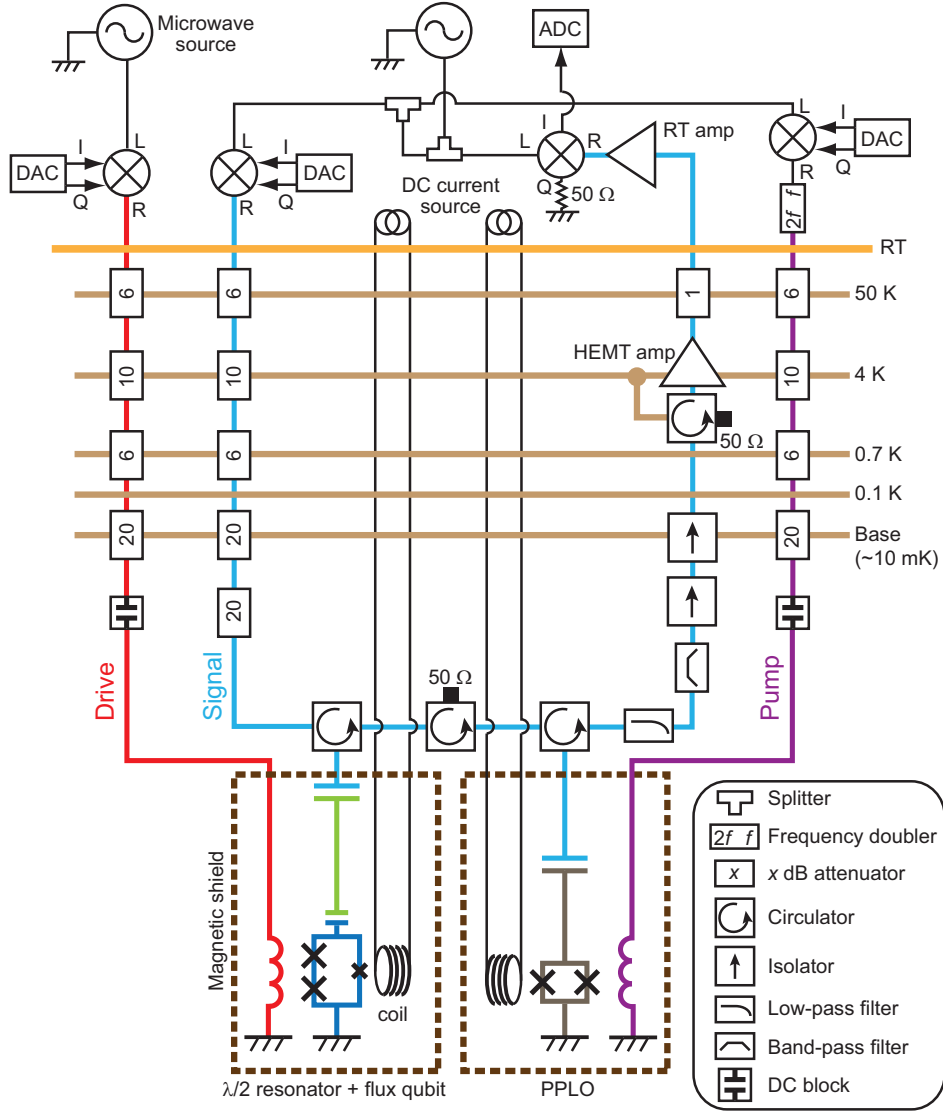 Microwave
source
ADC
L
I
DAC
Q
R
L
I
DAC
Q
R
L
I
R
Q
50 Ω
RT amp
L
I
DAC
Q
R
2f f
DC current
source
RT
6
6
1
6
50 K
HEMT amp
10
10
10
4 K
50 Ω
6
6
6
0.7 K
0.1 K
20
20
20
Base
(~10 mK)
20
Drive
Signal
50 Ω
Pump
Magnetic shield
coil
λ/2 resonator + flux qubit
PPLO
Splitter
2f f
Frequency doubler
x
x dB attenuator
Circulator
Isolator
Low-pass filter
Band-pass filter
DC block